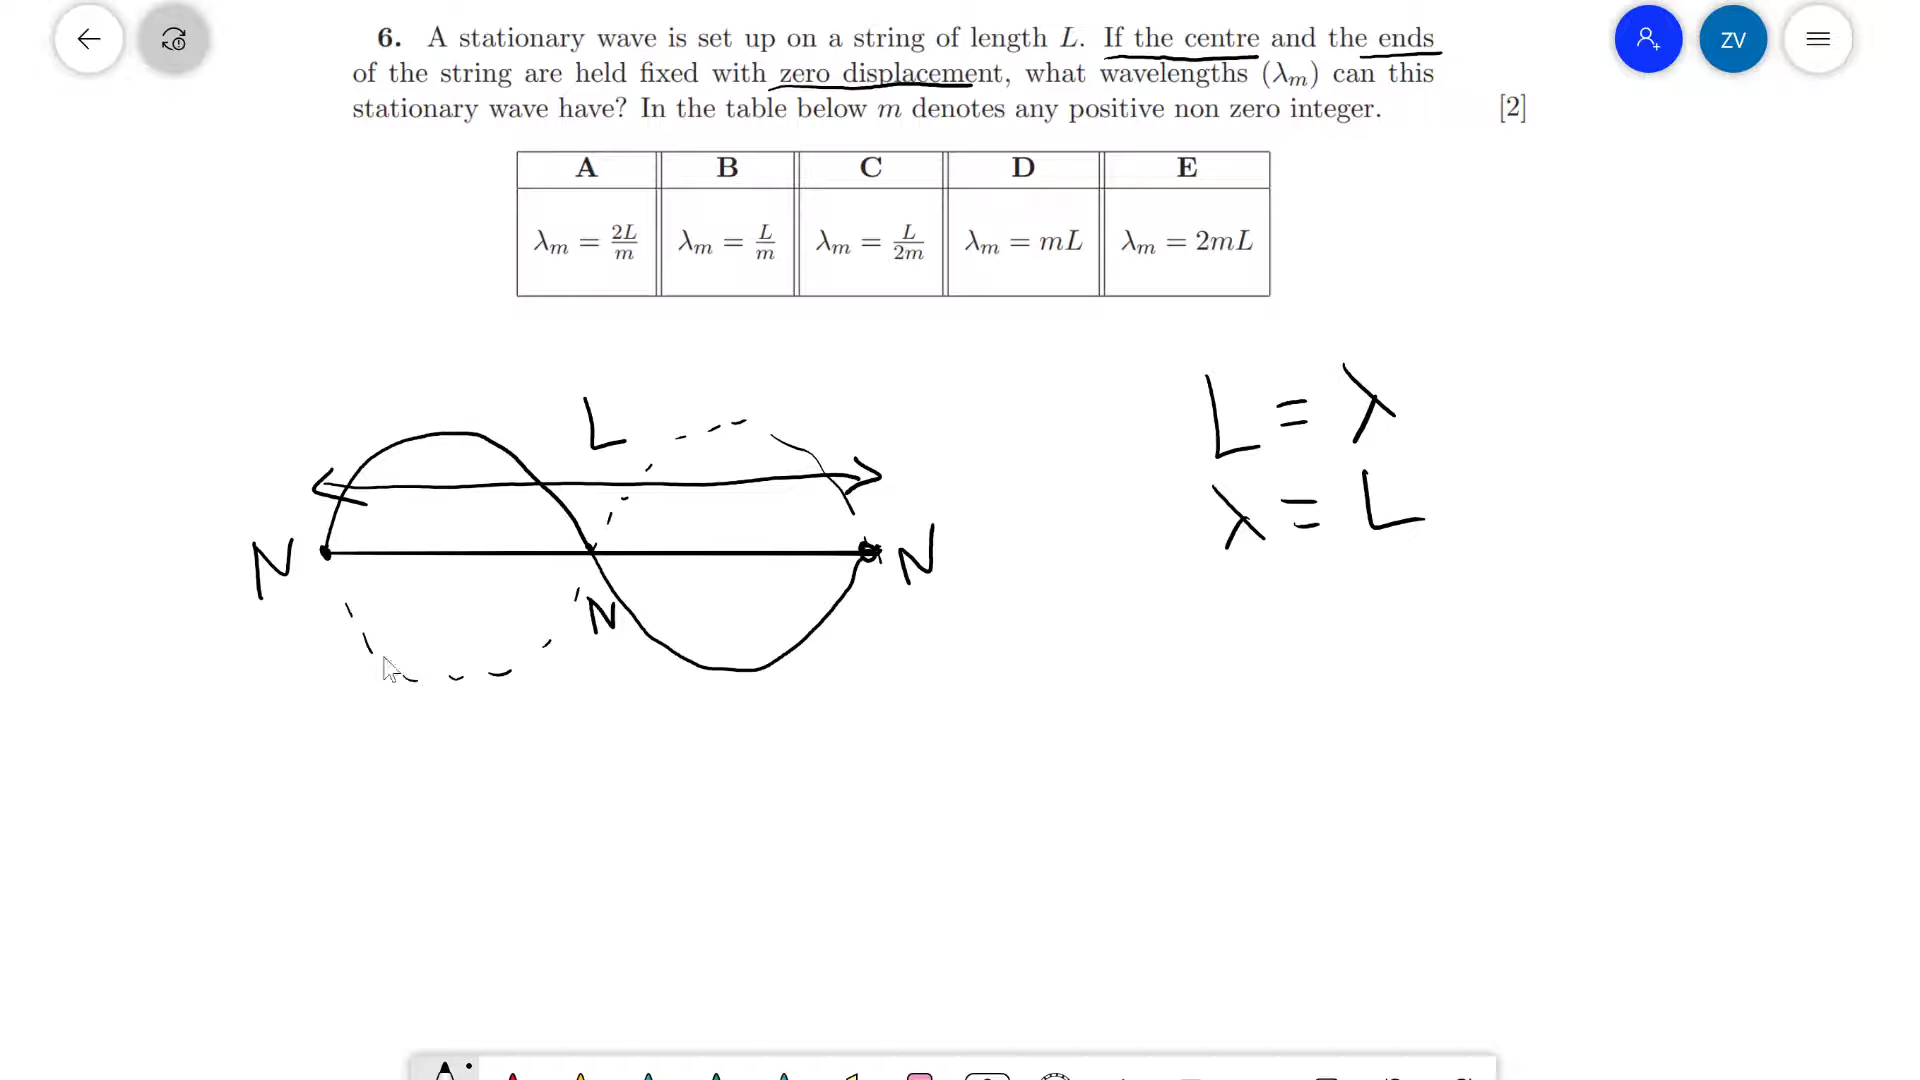 ZV
6. A stationary wave is set up on a string of length L. If the centre and the ends
of the string are held fixed with zero displacement, what wavelengths (λm) can this
stationary wave have? In the table below m denotes any positive non zero integer. [2]
A B C D E
λm = 2L/m λm = L/m λm = L/2m λm = mL λm = 2mL
L
L = λ
λ = L
N N
N